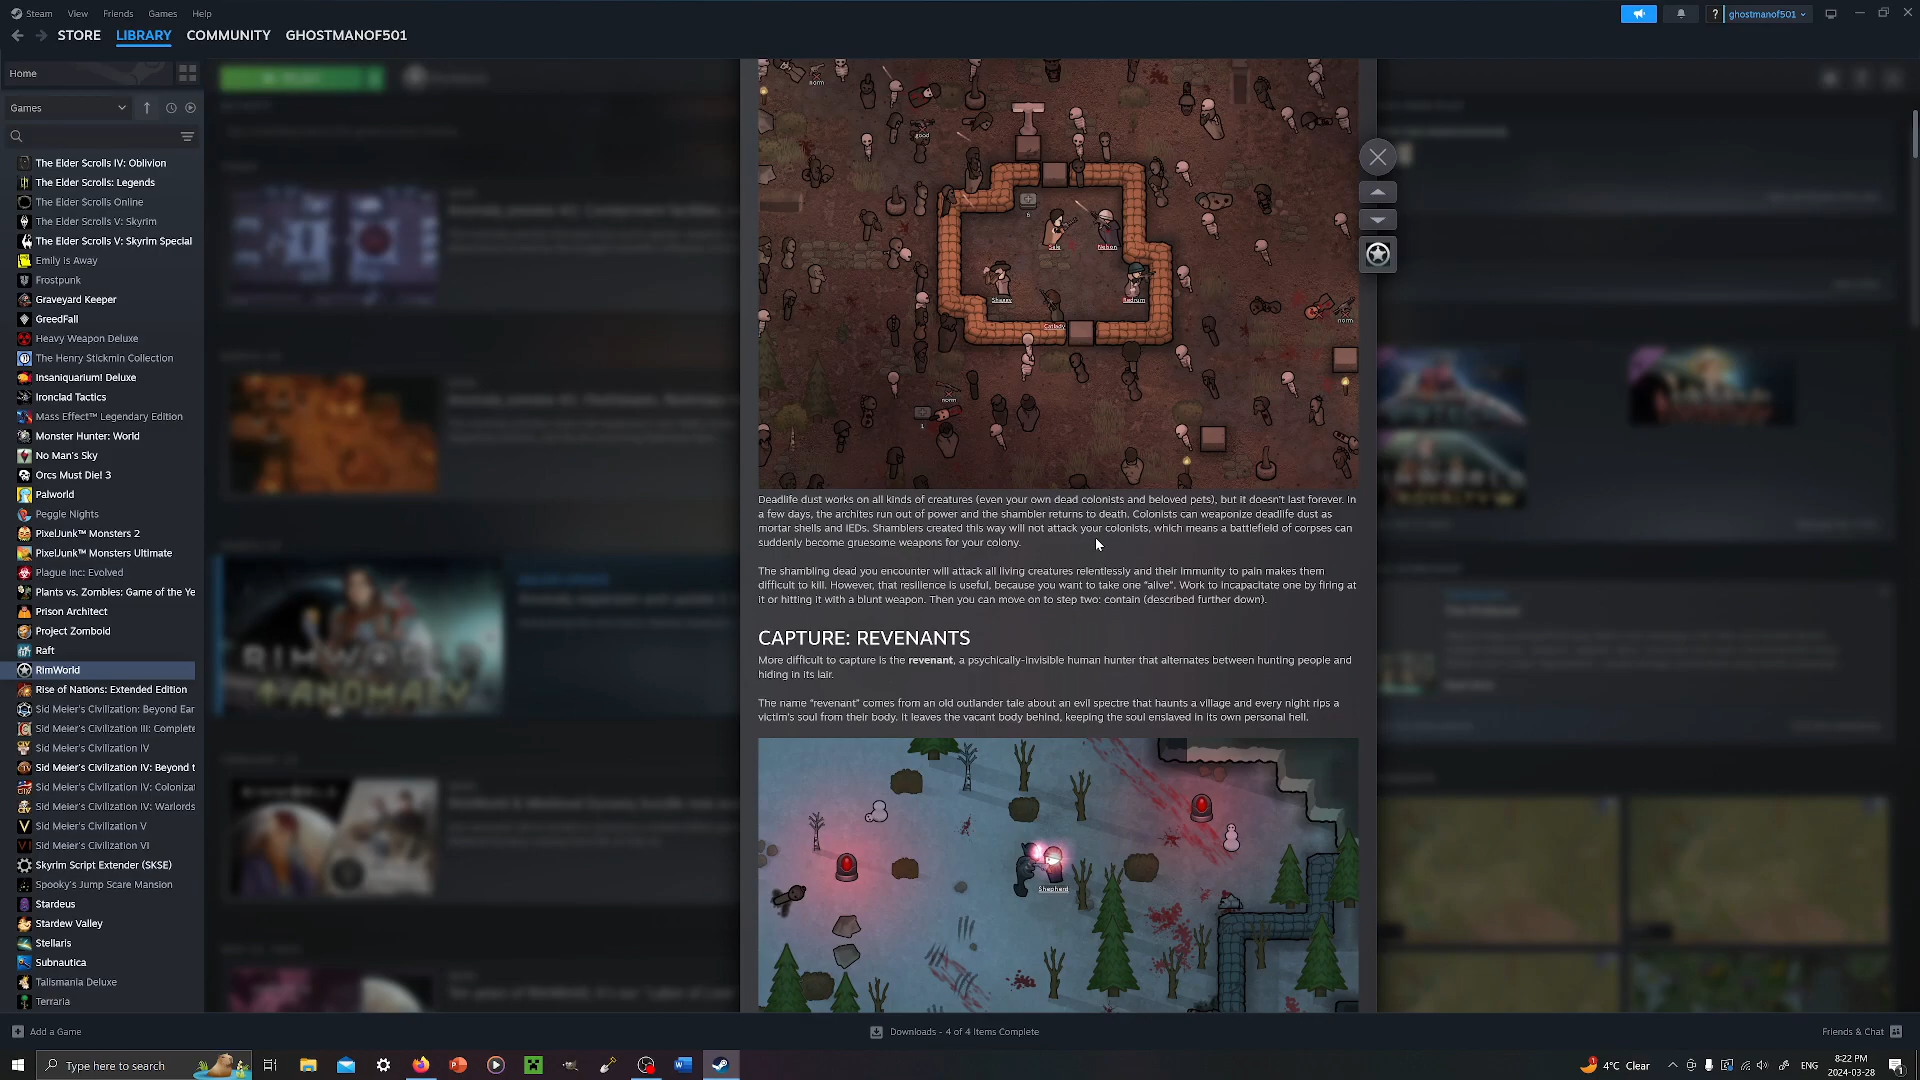 Steam View Friends Games Help
? ghostmanof501
STORE LIBRARY COMMUNITY GHOSTMANOF501
Home
Games
The Elder Scrolls IV: Oblivion
The Elder Scrolls: Legends
The Elder Scrolls Online
The Elder Scrolls V: Skyrim
The Elder Scrolls V: Skyrim Special
Emily is Away
Frostpunk
Graveyard Keeper
GreedFall
Heavy Weapon Deluxe
The Henry Stickmin Collection
Insaniquarium! Deluxe
Ironclad Tactics
Mass Effect™ Legendary Edition
Monster Hunter: World
No Man's Sky
Orcs Must Die! 3
Palworld
Peggle Nights
PixelJunk™ Monsters 2
PixelJunk™ Monsters Ultimate
Plague Inc: Evolved
Plants vs. Zombies: Game of the Ye
Prison Architect
Project Zomboid
Raft
RimWorld
Rise of Nations: Extended Edition
Sid Meier's Civilization: Beyond Ear
Sid Meier's Civilization III: Complete
Sid Meier's Civilization IV
Sid Meier's Civilization IV: Beyond t
Sid Meier's Civilization IV: Colonizat
Sid Meier's Civilization IV: Warlords
Sid Meier's Civilization V
Sid Meier's Civilization VI
Skyrim Script Extender (SKSE)
Spooky's Jump Scare Mansion
Stardeus
Stardew Valley
Stellaris
Subnautica
Talismania Deluxe
Terraria
RIMWORLD
ANOMALY
norm
good
6
Nelson
Redrum
Catlady
norm
norm
1
Deadlife dust works on all kinds of creatures (even your own dead colonists and beloved pets), but it doesn't last forever. In
a few days, the archites run out of power and the shambler returns to death. Colonists can weaponize deadlife dust as
mortar shells and IEDs. Shamblers created this way will not attack your colonists, which means a battlefield of corpses can
suddenly become gruesome weapons for your colony.
The shambling dead you encounter will attack all living creatures relentlessly and their immunity to pain makes them
difficult to kill. However, that resilience is useful, because you want to take one "alive". Work to incapacitate one by firing at
it or hitting it with a blunt weapon. Then you can move on to step two: contain (described further down).
CAPTURE: REVENANTS
More difficult to capture is the revenant, a psychically-invisible human hunter that alternates between hunting people and
hiding in its lair.
The name "revenant" comes from an old outlander tale about an evil spectre that haunts a village and every night rips a
victim's soul from their body. It leaves the vacant body behind, keeping the soul enslaved in its own personal hell.
Shepherd
Add a Game
Downloads - 4 of 4 Items Complete
Friends & Chat
Type here to search
1
4°C Clear
ENG
8:22 PM
2024-03-28
1